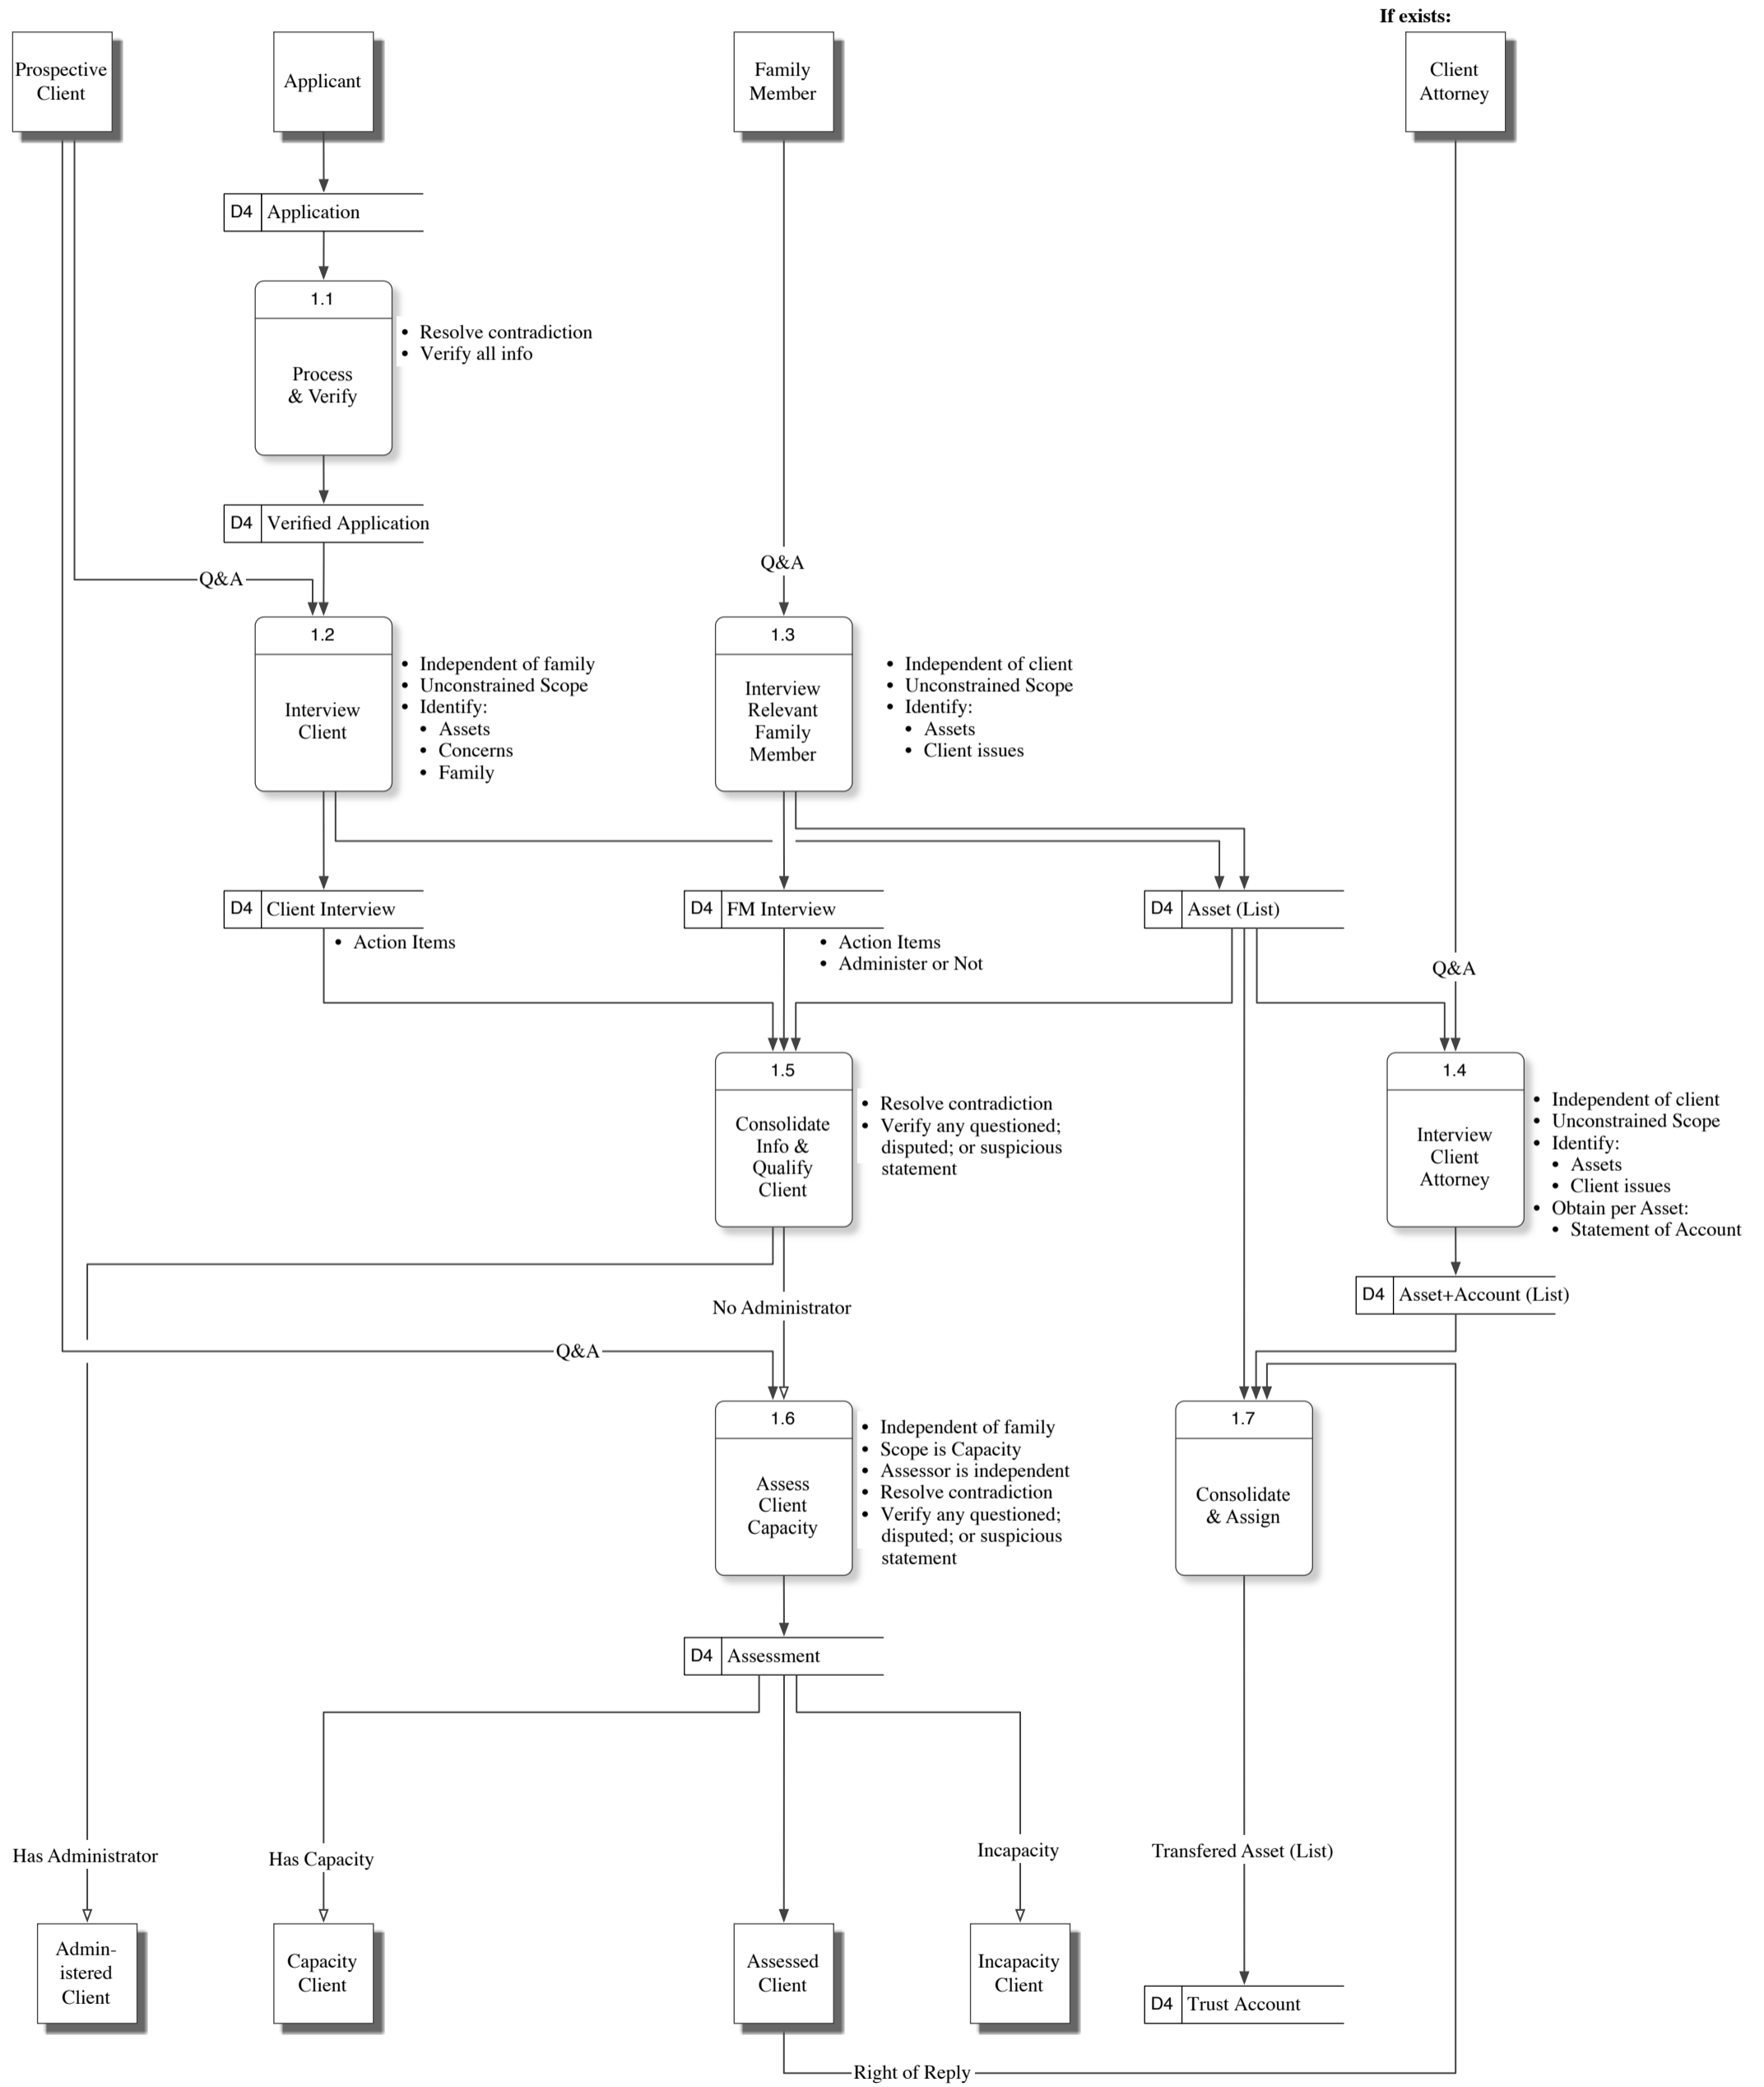 If exists:
Prospective
Client
Applicant
Family
Member
Client
Attorney
D4 Application
1.1
Process
& Verify
• Resolve contradiction
• Verify all info
D4 Verified Application
Q&A
Q&A
1.2
Interview
Client
• Independent of family
• Unconstrained Scope
• Identify:
• Assets
• Concerns
• Family
1.3
Interview
Relevant
Family
Member
• Independent of client
• Unconstrained Scope
• Identify:
• Assets
• Client issues
D4 Client Interview
• Action Items
D4 FM Interview
• Action Items
• Administer or Not
D4 Asset (List)
Q&A
1.5
Consolidate
Info &
Qualify
Client
• Resolve contradiction
• Verify any questioned;
disputed; or suspicious
statement
1.4
Interview
Client
Attorney
• Independent of client
• Unconstrained Scope
• Identify:
• Assets
• Client issues
• Obtain per Asset:
• Statement of Account
D4 Asset+Account (List)
No Administrator
Q&A
1.6
Assess
Client
Capacity
• Independent of family
• Scope is Capacity
• Assessor is independent
• Resolve contradiction
• Verify any questioned;
disputed; or suspicious
statement
1.7
Consolidate
& Assign
D4 Assessment
Has Administrator
Has Capacity
Incapacity
Transfered Asset (List)
Admin-
istered
Client
Capacity
Client
Assessed
Client
Incapacity
Client
D4 Trust Account
Right of Reply